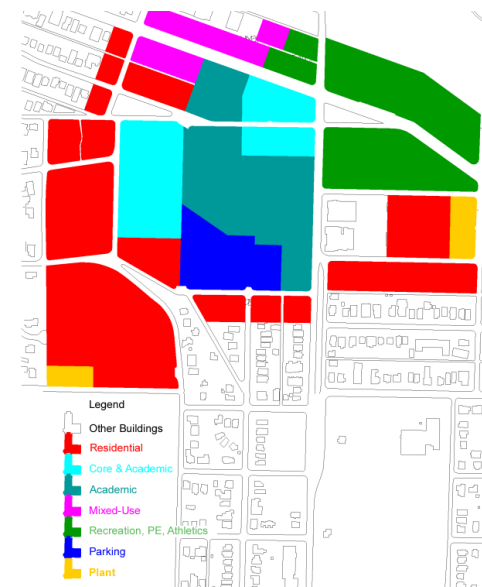 Legend
Other Buildings
Residential
Core & Academic
Academic
Mixed-Use
Recreation, PE, Athletics
Parking
Plant